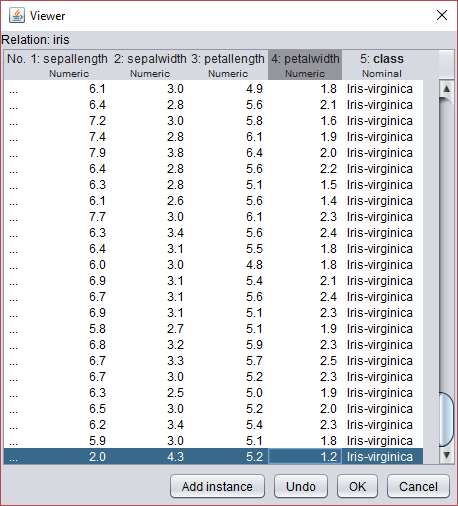 Viewer
Relation: iris
No. 1: sepallength 2: sepalwidth 3: petallength 4: petalwidth 5: class
Numeric Numeric Numeric Numeric Nominal
... 6.1 3.0 4.9 1.8 Iris-virginica
... 6.4 2.8 5.6 2.1 Iris-virginica
... 7.2 3.0 5.8 1.6 Iris-virginica
... 7.4 2.8 6.1 1.9 Iris-virginica
... 7.9 3.8 6.4 2.0 Iris-virginica
... 6.4 2.8 5.6 2.2 Iris-virginica
... 6.3 2.8 5.1 1.5 Iris-virginica
... 6.1 2.6 5.6 1.4 Iris-virginica
... 7.7 3.0 6.1 2.3 Iris-virginica
... 6.3 3.4 5.6 2.4 Iris-virginica
... 6.4 3.1 5.5 1.8 Iris-virginica
... 6.0 3.0 4.8 1.8 Iris-virginica
... 6.9 3.1 5.4 2.1 Iris-virginica
... 6.7 3.1 5.6 2.4 Iris-virginica
... 6.9 3.1 5.1 2.3 Iris-virginica
... 5.8 2.7 5.1 1.9 Iris-virginica
... 6.8 3.2 5.9 2.3 Iris-virginica
... 6.7 3.3 5.7 2.5 Iris-virginica
... 6.7 3.0 5.2 2.3 Iris-virginica
... 6.3 2.5 5.0 1.9 Iris-virginica
... 6.5 3.0 5.2 2.0 Iris-virginica
... 6.2 3.4 5.4 2.3 Iris-virginica
... 5.9 3.0 5.1 1.8 Iris-virginica
... 2.0 4.3 5.2 1.2 Iris-virginica
Add instance Undo OK Cancel